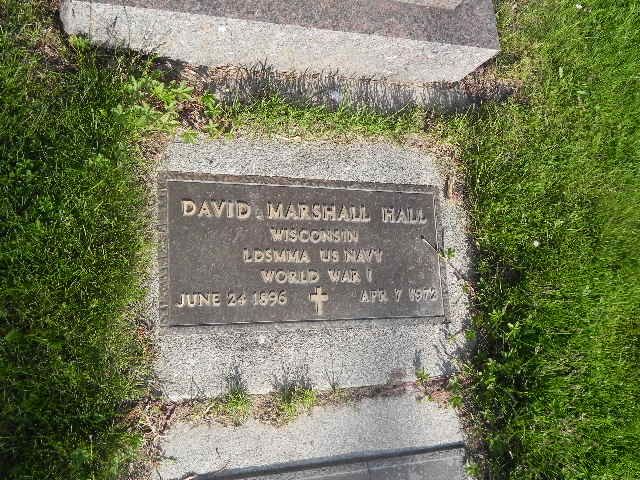 DAVID MARSHALL HALL
WISCONSIN
LDSMMA US NAVY
WORLD WAR I
JUNE 24 1896 APR 7 1972